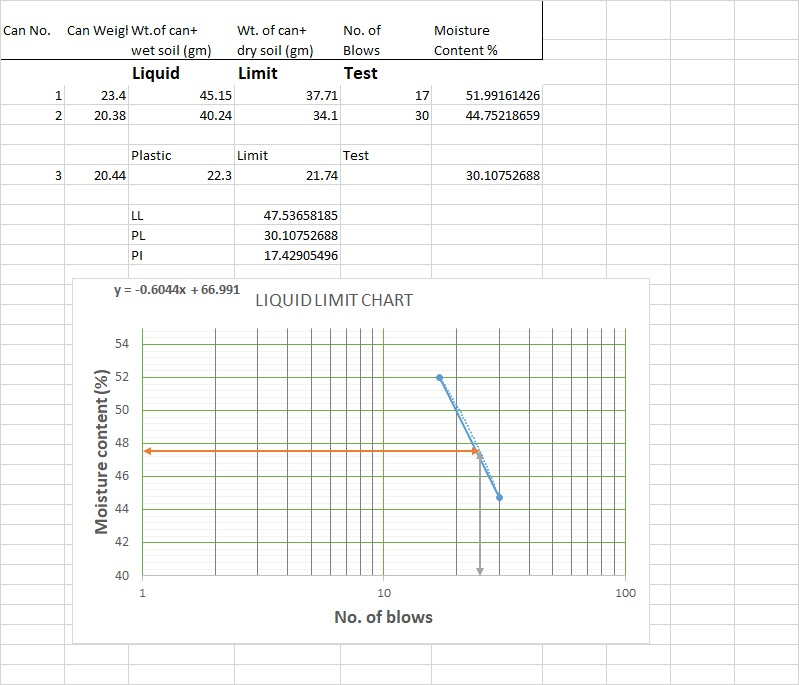 Can No. Can Weigl Wt.of can+ Wt. of can+ No. of Moisture
wet soil (gm) dry soil (gm) Blows Content %
Liquid Limit Test
1 23.4 45.15 37.71 17 51.99161426
2 20.38 40.24 34.1 30 44.75218659
Plastic Limit Test
3 20.44 22.3 21.74 30.10752688
LL 47.53658185
PL 30.10752688
PI 17.42905496
y = -0.6044x + 66.991
LIQUID LIMIT CHART
Moisture content (%)
54
52
50
48
46
44
42
40
1 10 100
No. of blows